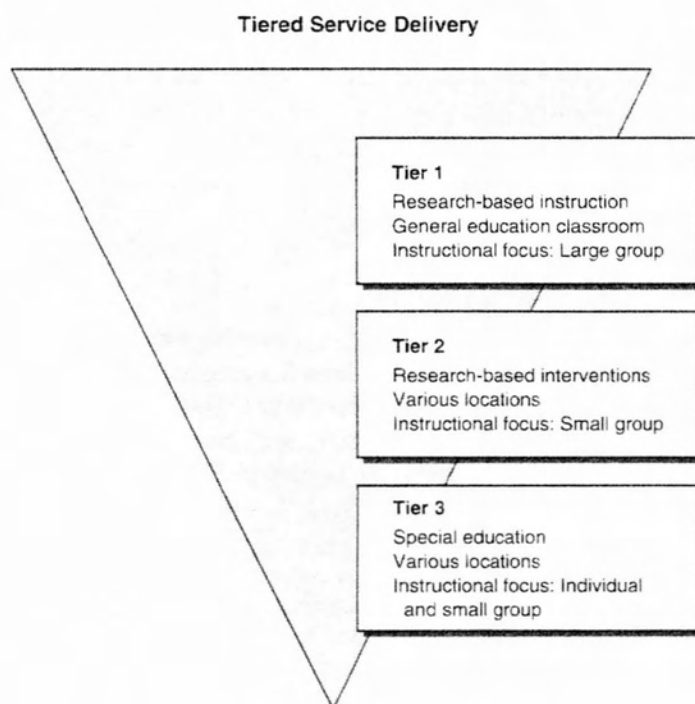 Tiered Service Delivery
Tier 1
Research-based instruction
General education classroom
Instructional focus: Large group
Tier 2
Research-based interventions
Various locations
Instructional focus: Small group
Tier 3
Special education
Various locations
Instructional focus: Individual
and small group